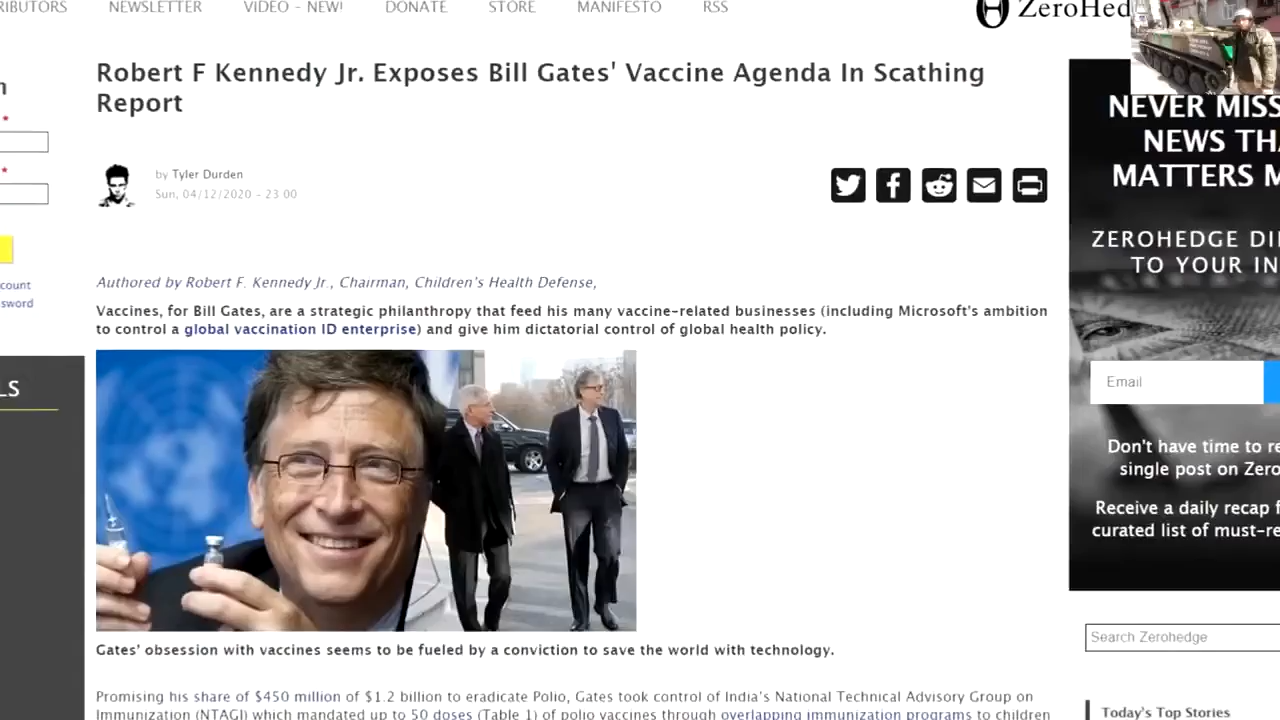 RIBUTORS NEWSLETTER VIDEO - NEW! DONATE STORE MANIFESTO RSS
ZeroHed
Robert F Kennedy Jr. Exposes Bill Gates' Vaccine Agenda In Scathing
Report
by Tyler Durden
Sun, 04/12/2020 - 23:00
Authored by Robert F. Kennedy Jr., Chairman, Children's Health Defense,
Vaccines, for Bill Gates, are a strategic philanthropy that feed his many vaccine-related businesses (including Microsoft's ambition
to control a global vaccination ID enterprise) and give him dictatorial control of global health policy.
Gates' obsession with vaccines seems to be fueled by a conviction to save the world with technology.
Promising his share of $450 million of $1.2 billion to eradicate Polio, Gates took control of India's National Technical Advisory Group on
Immunization (NTAGI) which mandated up to 50 doses (Table 1) of polio vaccines through overlapping immunization programs to children
n
*
*
count
sword
LS
NEVER MISS
NEWS THA
MATTERS M
ZEROHEDGE DI
TO YOUR IN
Email
Don't have time to re
single post on Zero
Receive a daily recap f
curated list of must-re
Search Zerohedge
Today's Top Stories